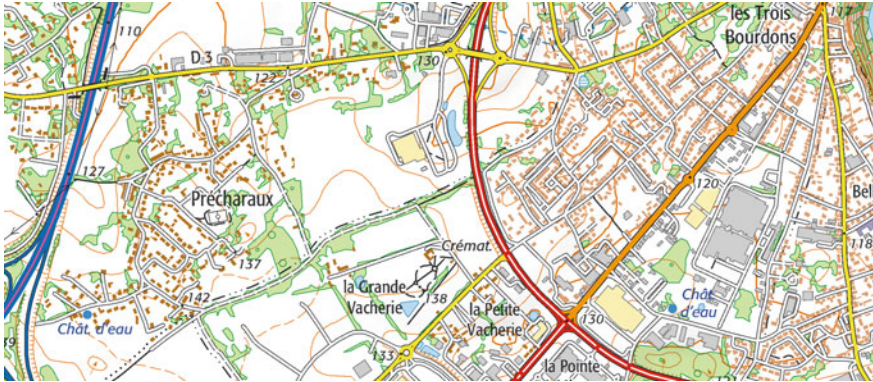 110
D 3
122
130
les Trois
Bourdons
117
127
Précharaux
137
142
Chât. d'eau
Crémat.
la Grande
Vacherie
138
la Petite
Vacherie
133
130
la Pointe
120
Chât.
d'eau
Bel
118